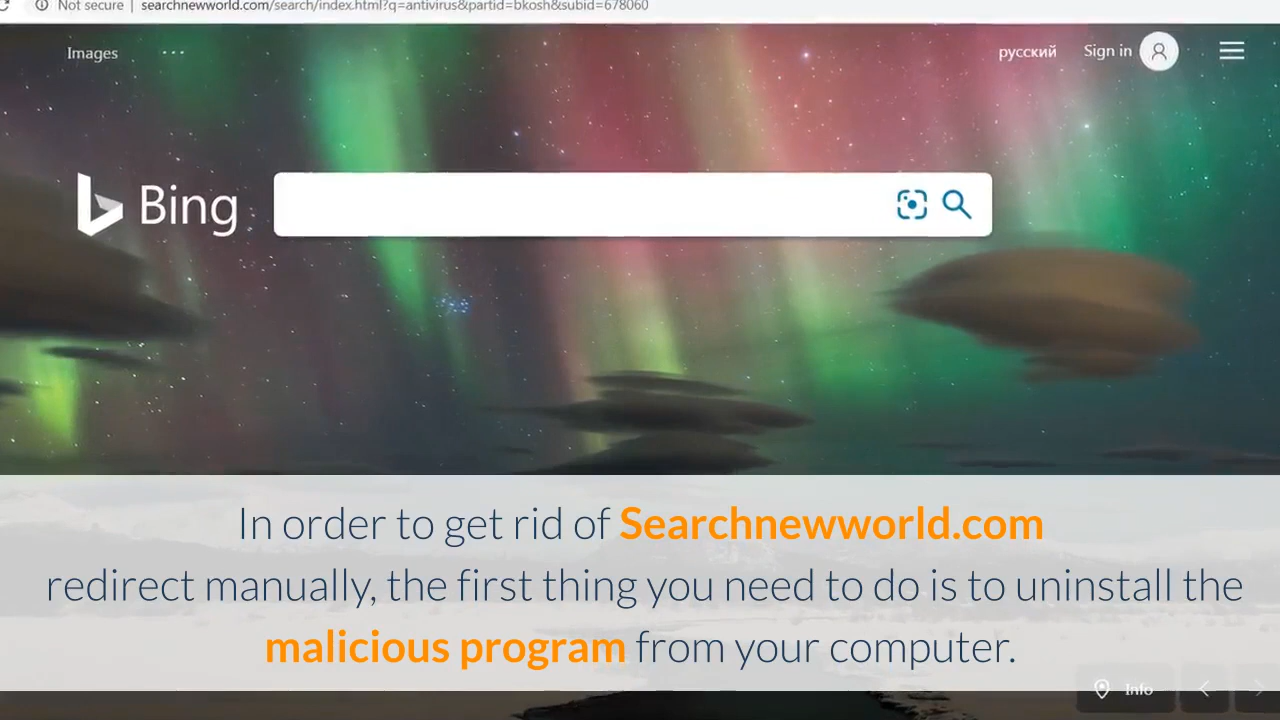 Not secure | searchnewworld.com/search/index.html?q=antivirus&partid=bkosh&subid=678060
Images ... русский Sign in
Bing
In order to get rid of Searchnewworld.com
redirect manually, the first thing you need to do is to uninstall the
malicious program from your computer.
Info